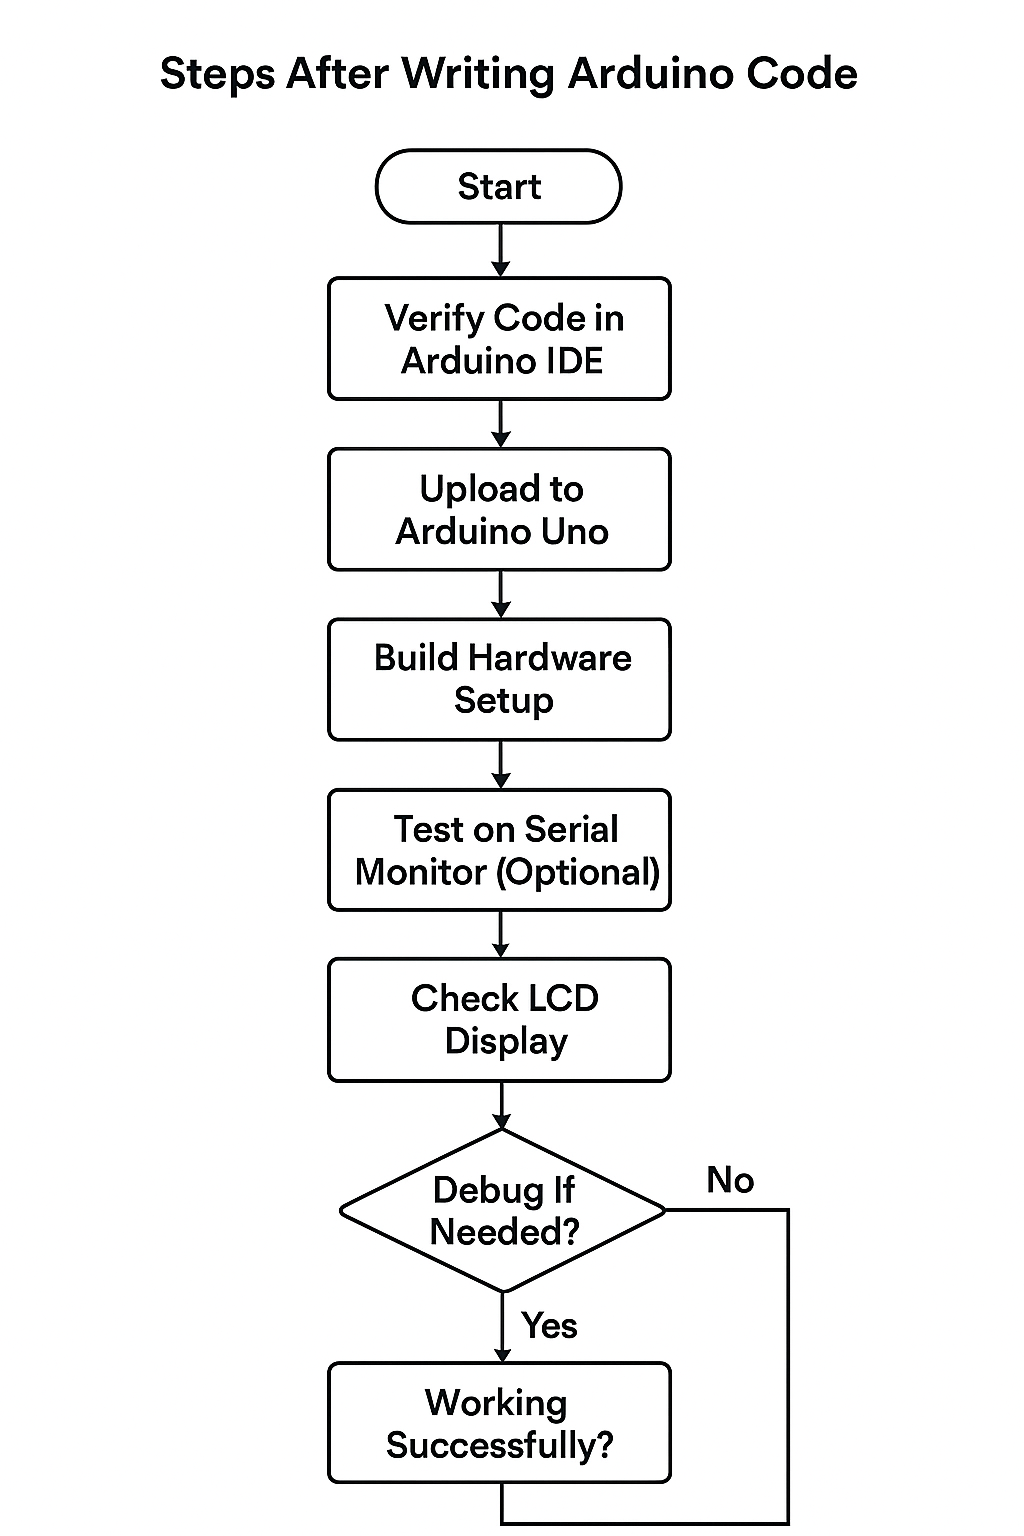 Steps After Writing Arduino Code
Start
Verify Code in
Arduino IDE
Upload to
Arduino Uno
Build Hardware
Setup
Test on Serial
Monitor (Optional)
Check LCD
Display
Debug If
Needed?
No
Yes
Working
Successfully?